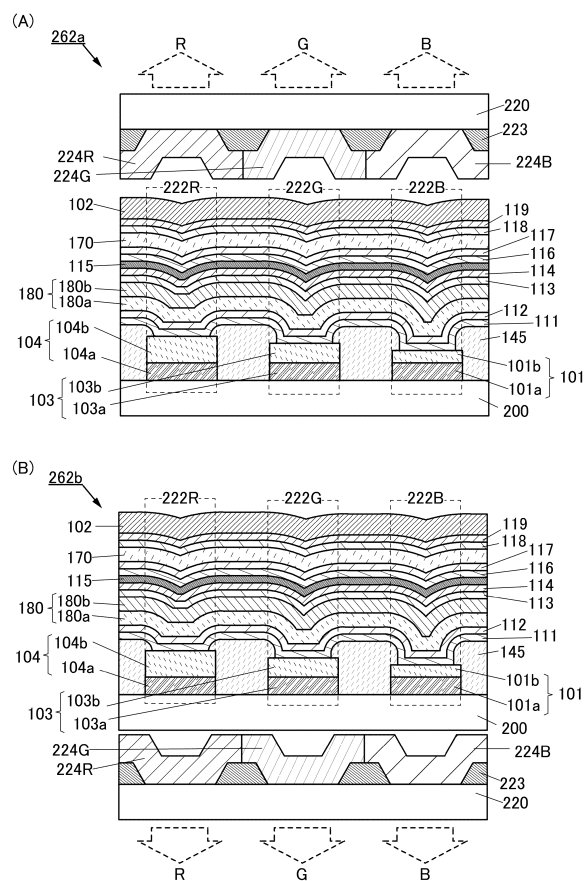 (A)
262a
R G B
220
223
224R
224G
224B
222R 222G 222B
102
119
118
170
117
116
115
114
180 { 180b
180a
113
112
111
104 { 104b
104a
145
101b
101a } 101
103 { 103b
103a
200
(B)
262b
222R 222G 222B
102
119
118
170
117
116
115
114
180 { 180b
180a
113
112
111
104 { 104b
104a
145
101b
101a } 101
103 { 103b
103a
200
224G
224R
224B
223
220
R G B